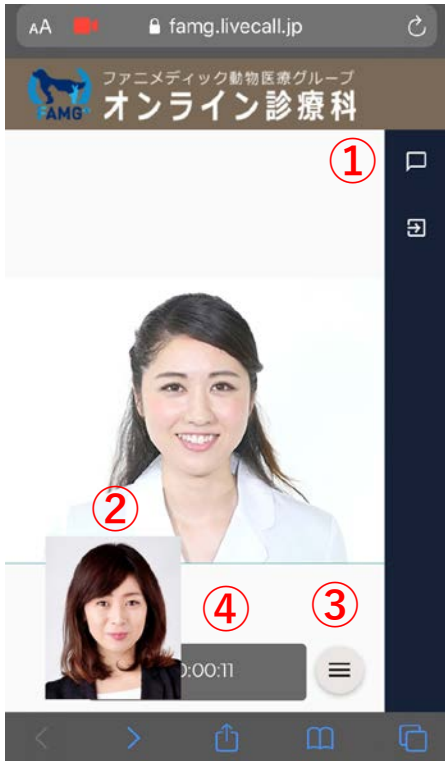 AA famg.livecall.jp
ファニメディック動物医療グループ
FAMG オンライン診療科
①
②
④ ③
:00:11